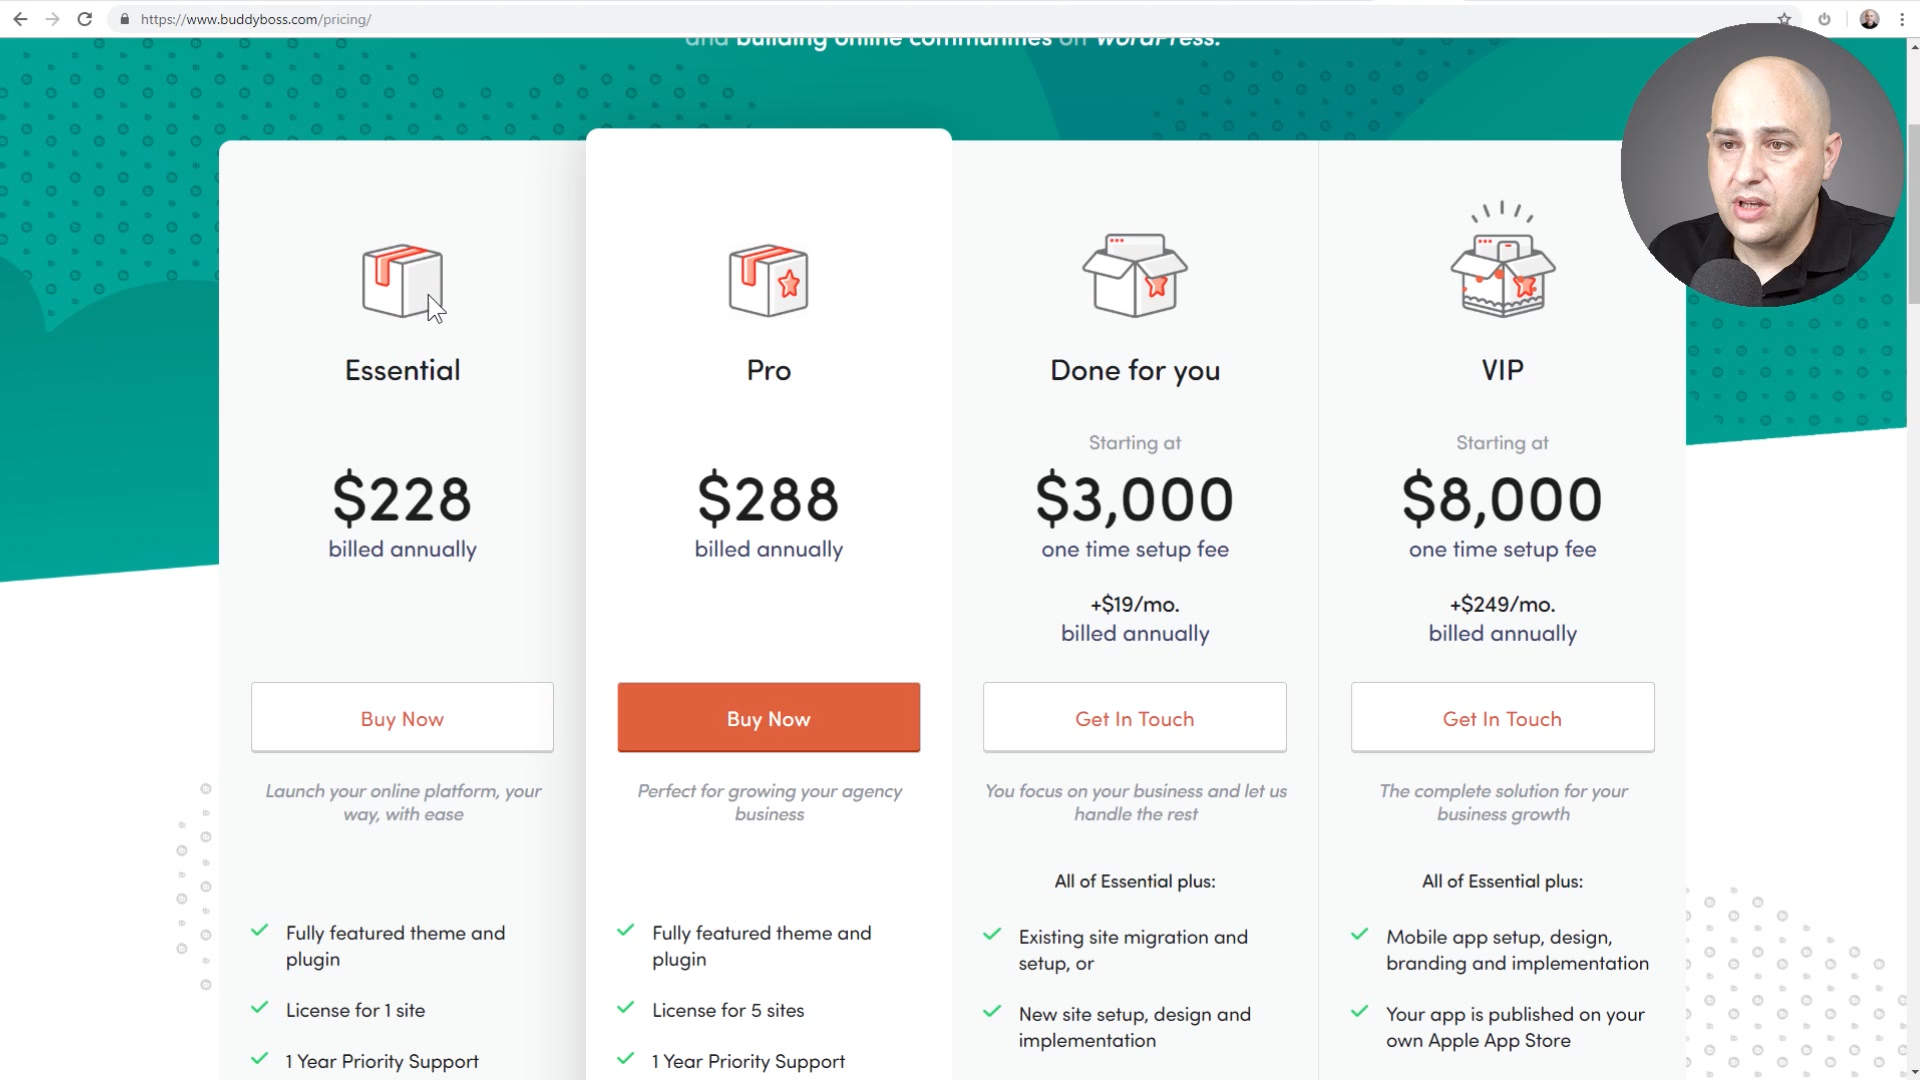 https://www.buddyboss.com/pricing/
and building online communities on WordPress.
Essential
$228
billed annually
Buy Now
Launch your online platform, your
way, with ease
Fully featured theme and
plugin
License for 1 site
1 Year Priority Support
Pro
$288
billed annually
Buy Now
Perfect for growing your agency
business
Fully featured theme and
plugin
License for 5 sites
1 Year Priority Support
Done for you
Starting at
$3,000
one time setup fee
+$19/mo.
billed annually
Get In Touch
You focus on your business and let us
handle the rest
All of Essential plus:
Existing site migration and
setup, or
New site setup, design and
implementation
VIP
Starting at
$8,000
one time setup fee
+$249/mo.
billed annually
Get In Touch
The complete solution for your
business growth
All of Essential plus:
Mobile app setup, design,
branding and implementation
Your app is published on your
own Apple App Store